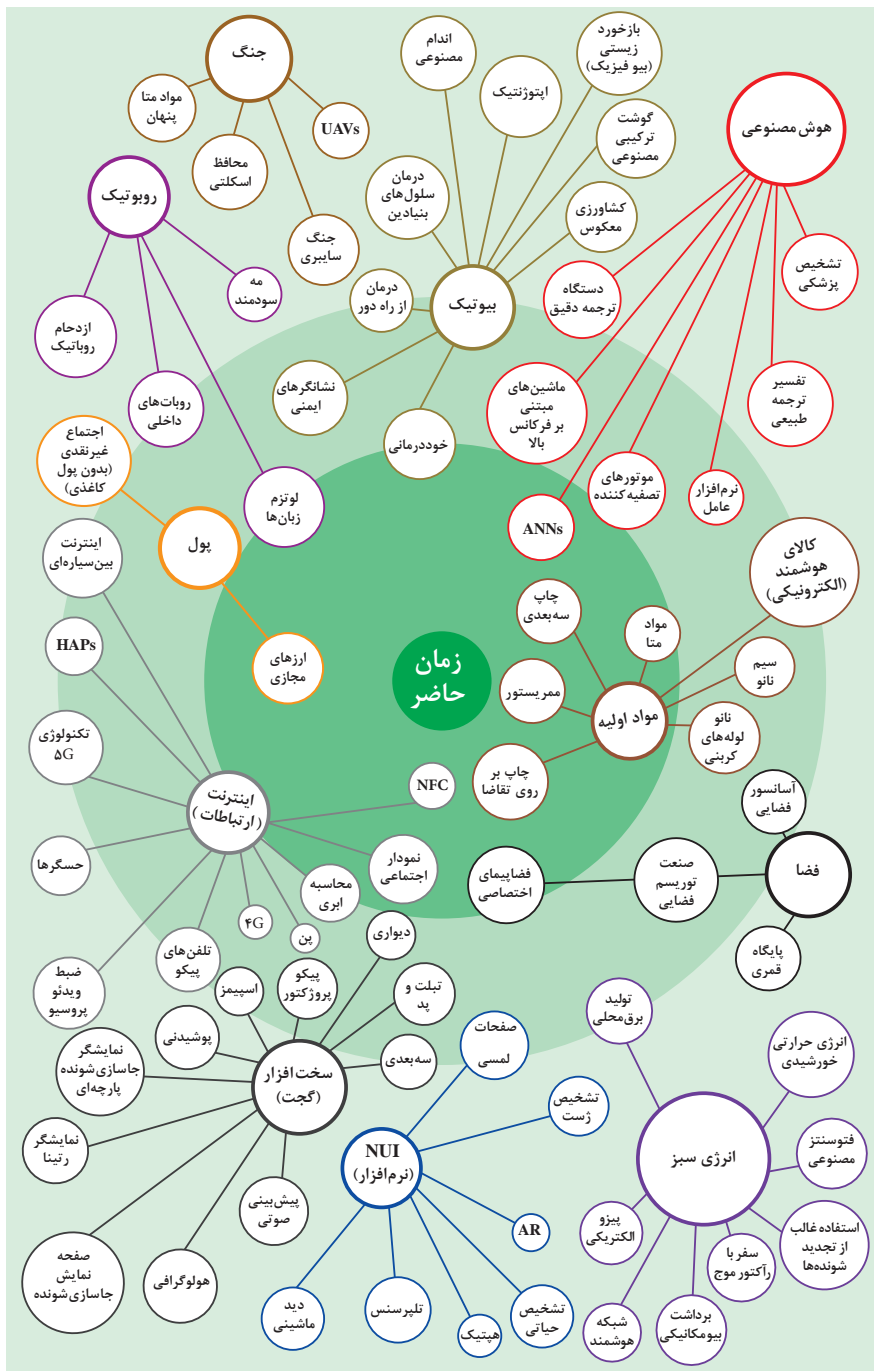 جنگ
مواد متا
پنهان
محافظ
اسکلتی
جنگ
سایبری
UAVs
روبوتیک
مه
سودمند
ازدحام
روباتیک
روبات‌های
داخلی
لوتزم
زبان‌ها
بیوتیک
اندام
مصنوعی
اپتوژنتیک
بازخورد
زیستی
(بیو فیزیک)
گوشت
ترکیبی
مصنوعی
کشاورزی
معکوس
درمان
سلول‌های
بنیادین
درمان
از راه دور
نشانگرهای
ایمنی
خوددرمانی
هوش مصنوعی
تشخیص
پزشکی
دستگاه
ترجمه دقیق
تفسیر
ترجمه
طبیعی
ماشین‌های
مبتنی
بر فرکانس
بالا
موتورهای
تصفیه‌کننده
نرم‌افزار
عامل
ANNs
اجتماع
غیرنقدی
(بدون پول
کاغذی)
پول
ارزهای
مجازی
زمان
حاضر
مواد اولیه
چاپ
سه‌بعدی
مواد
متا
کالای
هوشمند
(الکترونیکی)
سیم
نانو
نانو
لوله‌های
کربنی
ممریستور
چاپ بر
روی تقاضا
اینترنت
(ارتباطات)
اینترنت
بین‌سیاره‌ای
HAPs
تکنولوژی
۵G
حسگرها
ضبط
ویدئو
پروسیو
تلفن‌های
پیکو
۴G
پن
محاسبه
ابری
نمودار
اجتماعی
NFC
فضا
آسانسور
فضایی
صنعت
توریسم
فضایی
فضاپیمای
اختصاصی
پایگاه
قمری
سخت‌افزار
(گجت)
دیواری
پیکو
پروژکتور
اسپیمز
تبلت و
پد
پوشیدنی
سه‌بعدی
نمایشگر
جاسازی‌شونده
پارچه‌ای
نمایشگر
رتینا
پیش‌بینی
صوتی
صفحه
نمایش
جاسازی‌شونده
هولوگرافی
NUI
(نرم‌افزار)
صفحات
لمسی
تشخیص
ژست
AR
تشخیص
حیاتی
هپتیک
تلپرسنس
دید
ماشینی
انرژی سبز
تولید
برق‌محلی
انرژی حرارتی
خورشیدی
فتوسنتز
مصنوعی
استفاده غالب
از تجدید
شونده‌ها
سفر با
رآکتور موج
برداشت
بیومکانیکی
شبکه
هوشمند
پیزو
الکتریکی